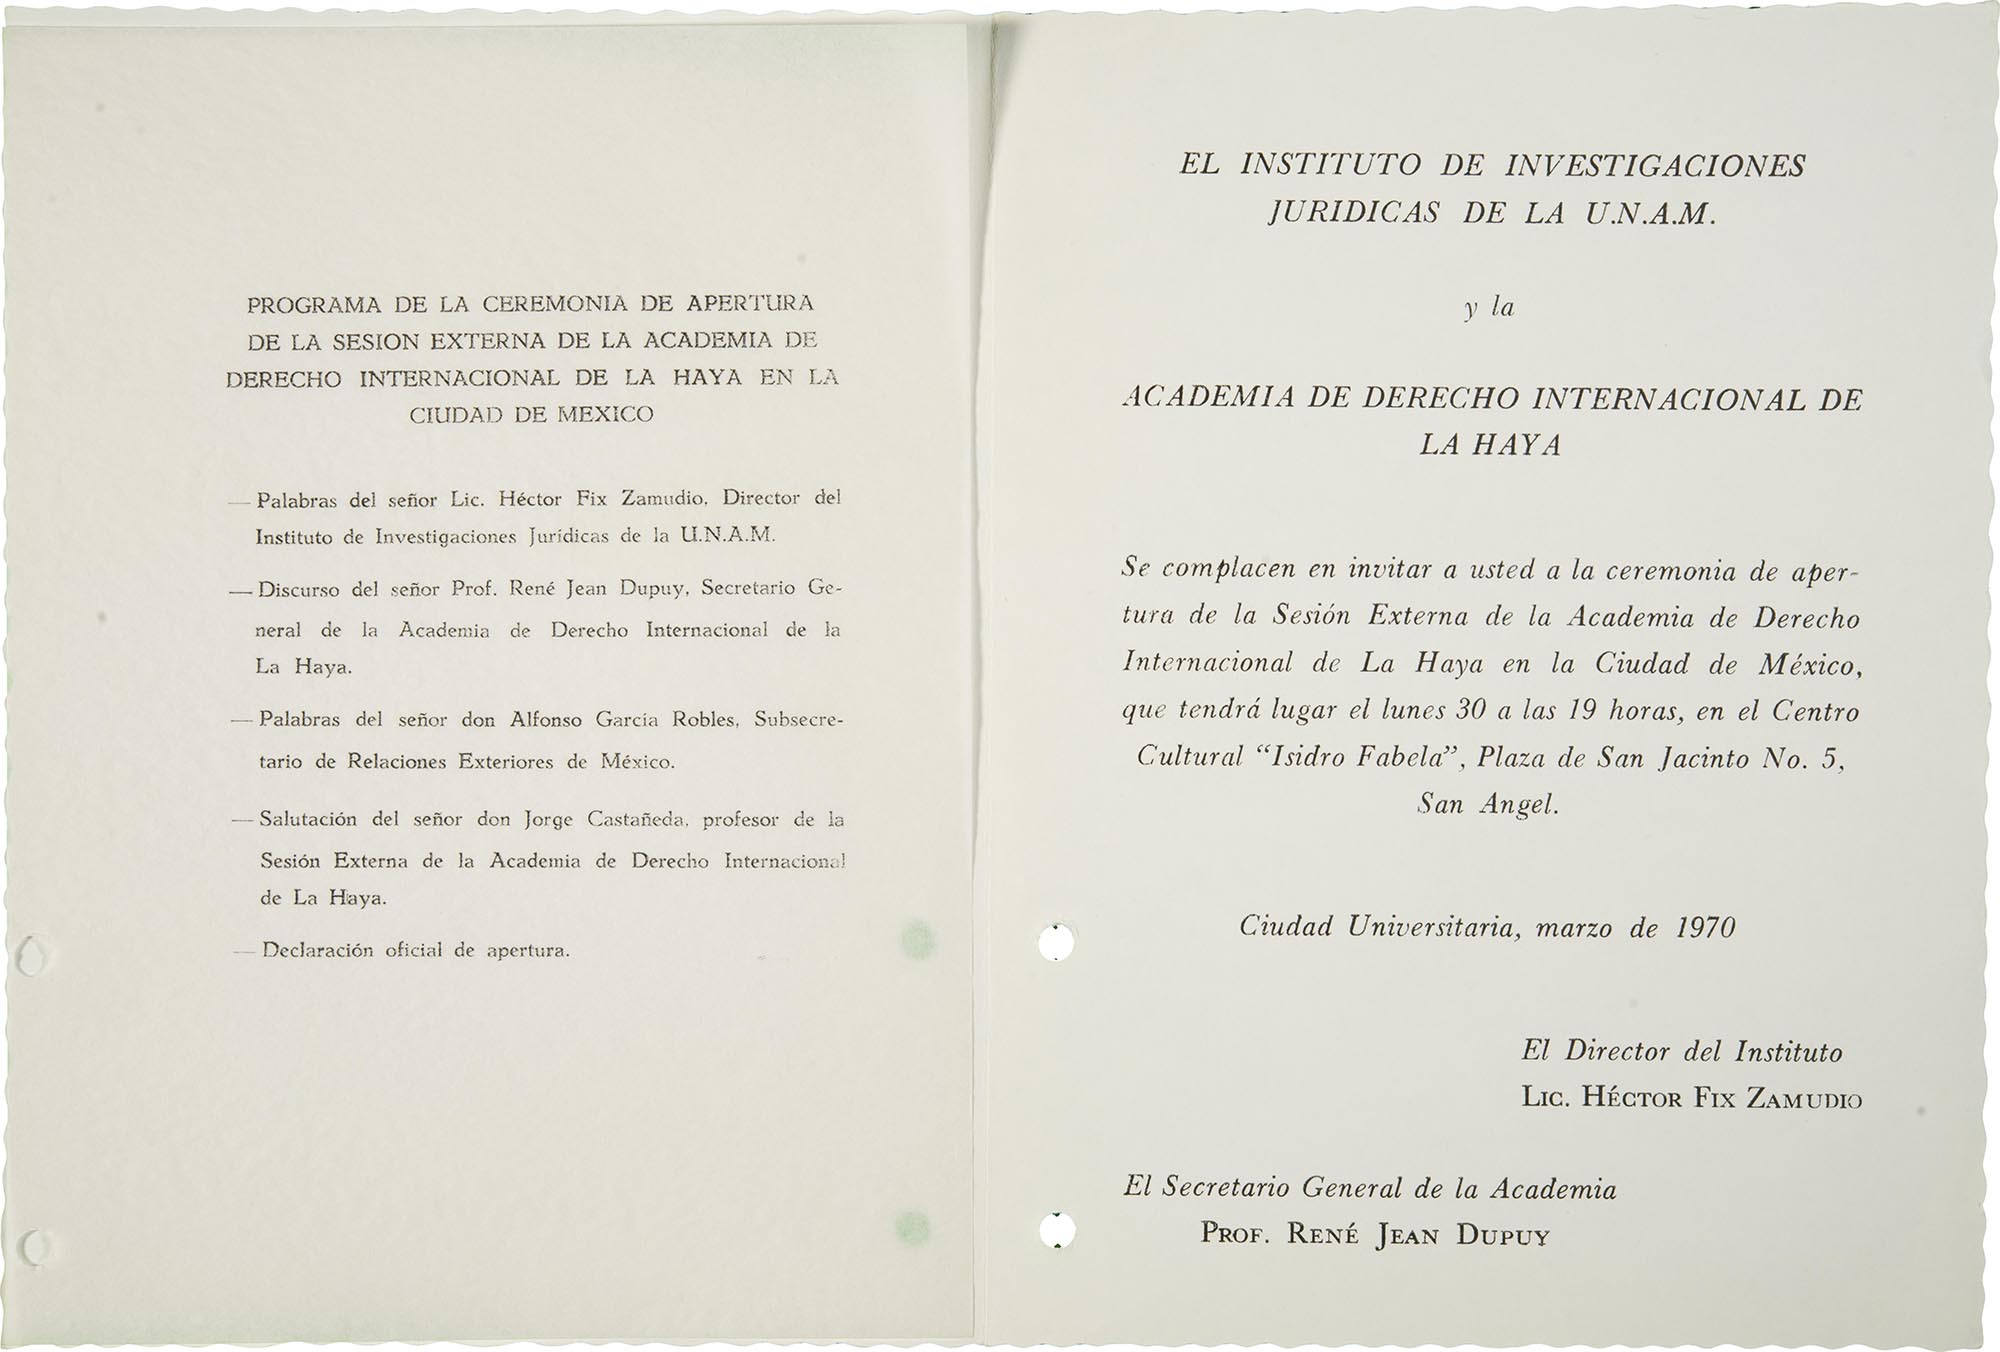 PROGRAMA DE LA CEREMONIA DE APERTURA
DE LA SESION EXTERNA DE LA ACADEMIA DE
DERECHO INTERNACIONAL DE LA HAYA EN LA
CIUDAD DE MEXICO
— Palabras del señor Lic. Héctor Fix Zamudio, Director del
Instituto de Investigaciones Jurídicas de la U.N.A.M.
— Discurso del señor Prof. René Jean Dupuy, Secretario Ge-
neral de la Academia de Derecho Internacional de la
La Haya.
— Palabras del señor don Alfonso García Robles, Subsecre-
tario de Relaciones Exteriores de México.
— Salutación del señor don Jorge Castañeda, profesor de la
Sesión Externa de la Academia de Derecho Internacional
de La Haya.
— Declaración oficial de apertura.
EL INSTITUTO DE INVESTIGACIONES
JURIDICAS DE LA U.N.A.M.
y la
ACADEMIA DE DERECHO INTERNACIONAL DE
LA HAYA
Se complacen en invitar a usted a la ceremonia de aper-
tura de la Sesión Externa de la Academia de Derecho
Internacional de La Haya en la Ciudad de México,
que tendrá lugar el lunes 30 a las 19 horas, en el Centro
Cultural “Isidro Fabela”, Plaza de San Jacinto No. 5,
San Angel.
Ciudad Universitaria, marzo de 1970
El Director del Instituto
LIC. HÉCTOR FIX ZAMUDIO
El Secretario General de la Academia
PROF. RENÉ JEAN DUPUY